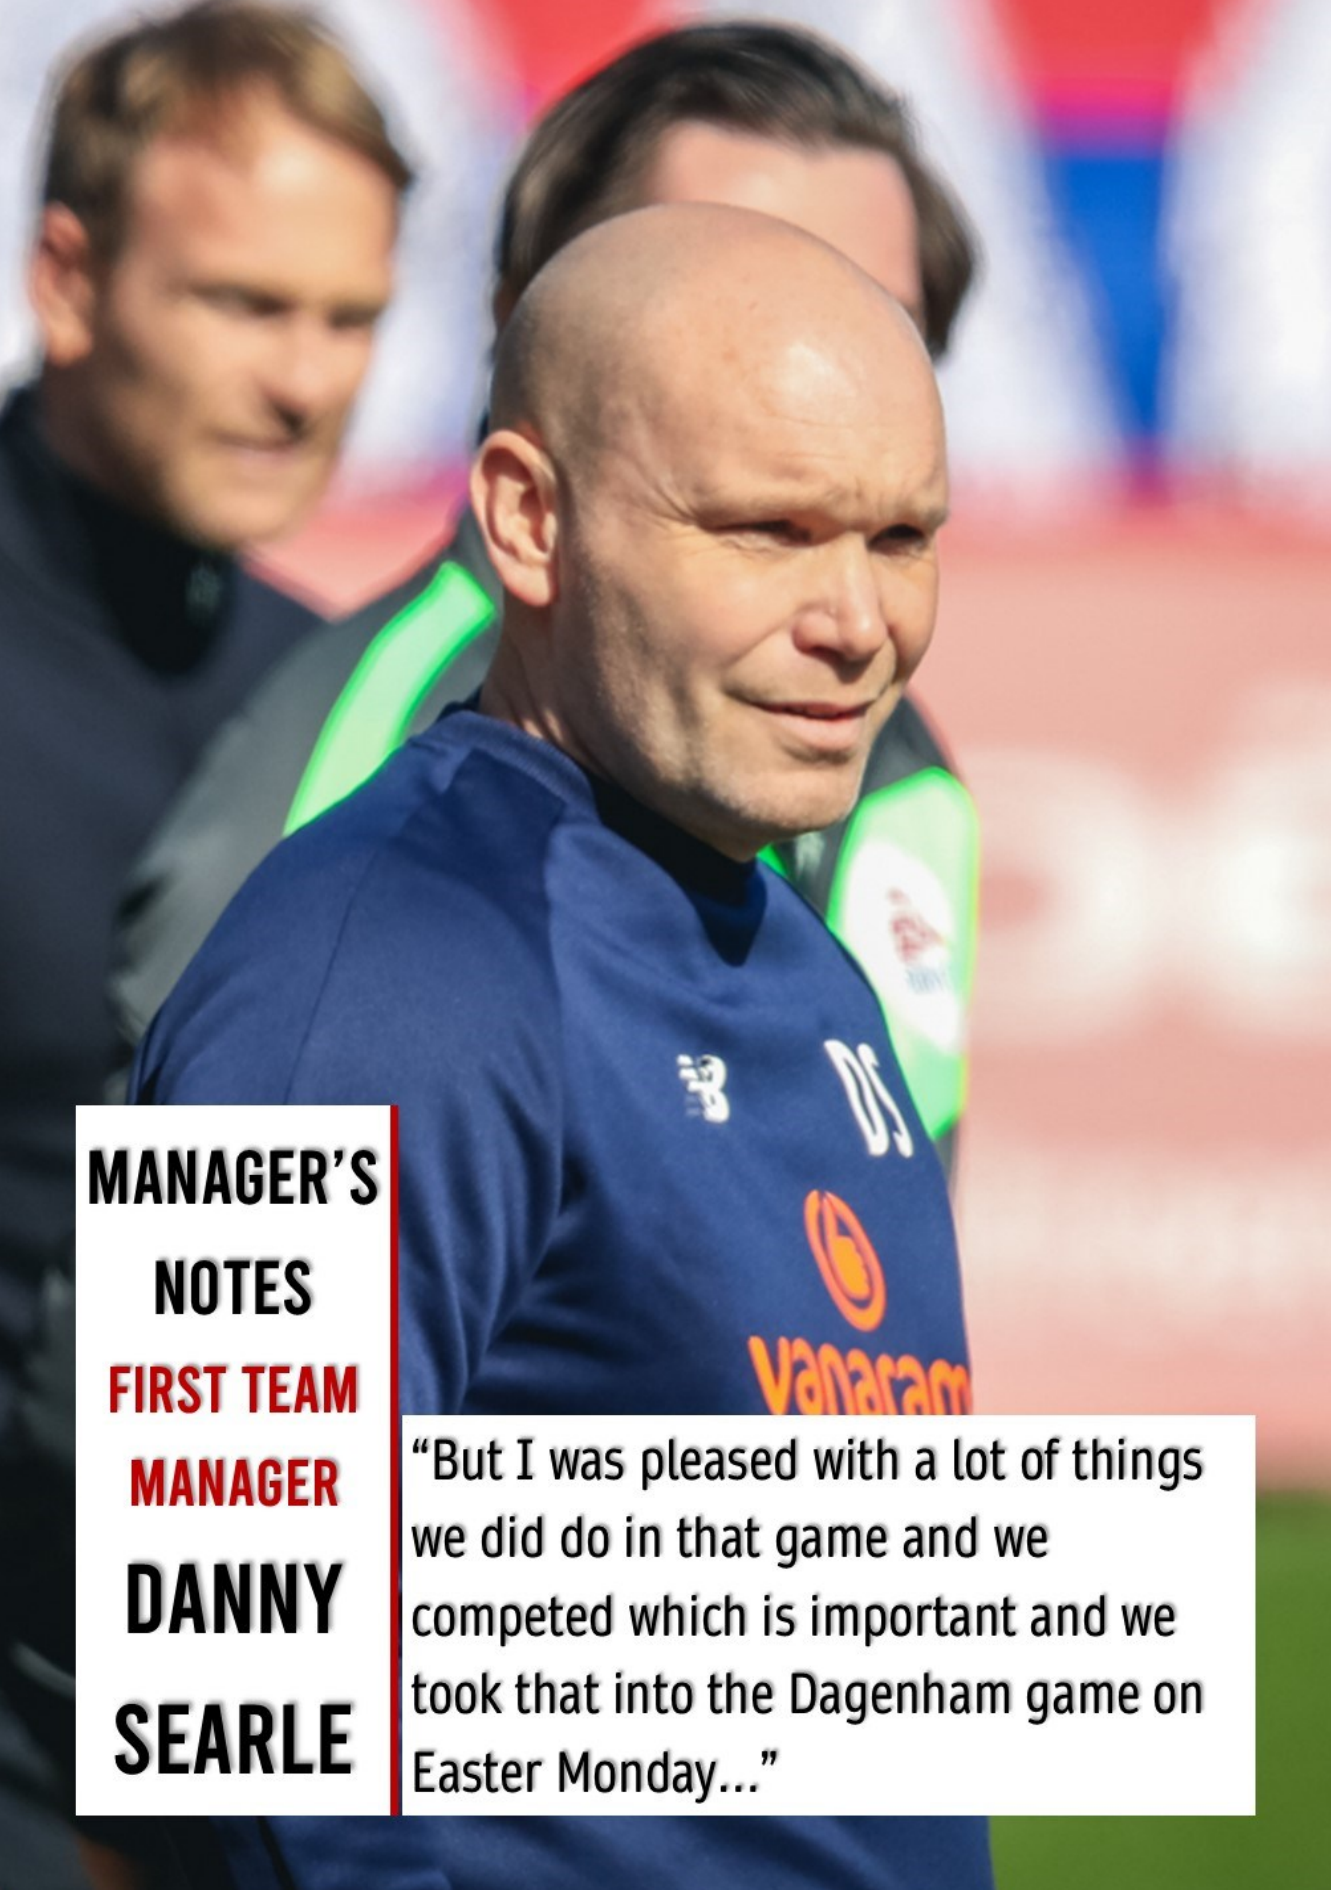 DS
vanaram
MANAGER'S
NOTES
FIRST TEAM
MANAGER
DANNY
SEARLE
“But I was pleased with a lot of things
we did do in that game and we
competed which is important and we
took that into the Dagenham game on
Easter Monday...”